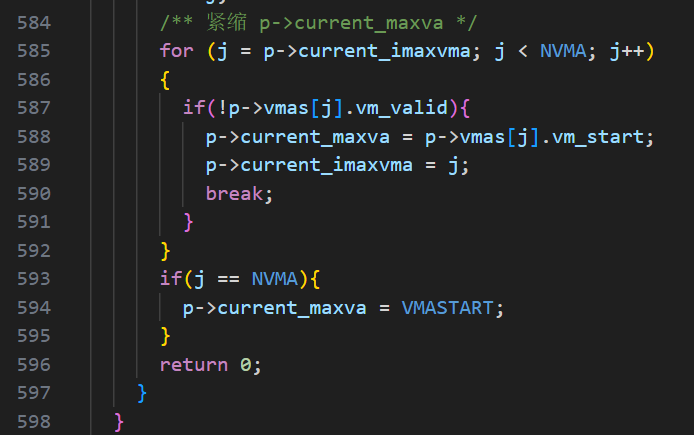 584 /** 紧缩 p->current_maxva */
585 for (j = p->current_imaxvma; j < NVMA; j++)
586 {
587 if(!p->vmas[j].vm_valid){
588 p->current_maxva = p->vmas[j].vm_start;
589 p->current_imaxvma = j;
590 break;
591 }
592 }
593 if(j == NVMA){
594 p->current_maxva = VMASTART;
595 }
596 return 0;
597 }
598 }